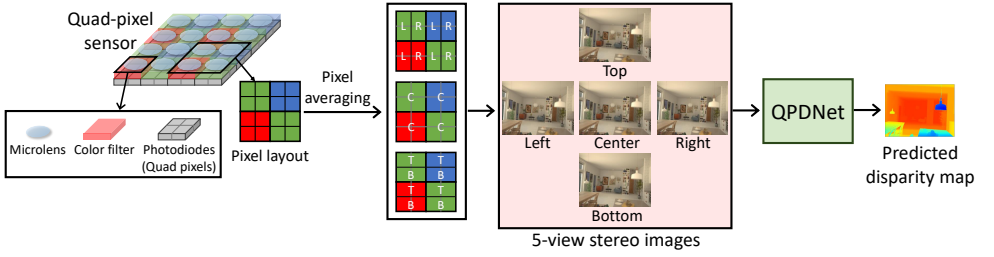 Quad-pixel
sensor
Microlens
Color filter
Photodiodes
(Quad pixels)
Pixel layout
Pixel
averaging
L R L R
L R L R
C C
C C
T T
B B
T T
B B
Top
Left
Center
Right
Bottom
5-view stereo images
QPDNet
Predicted
disparity map